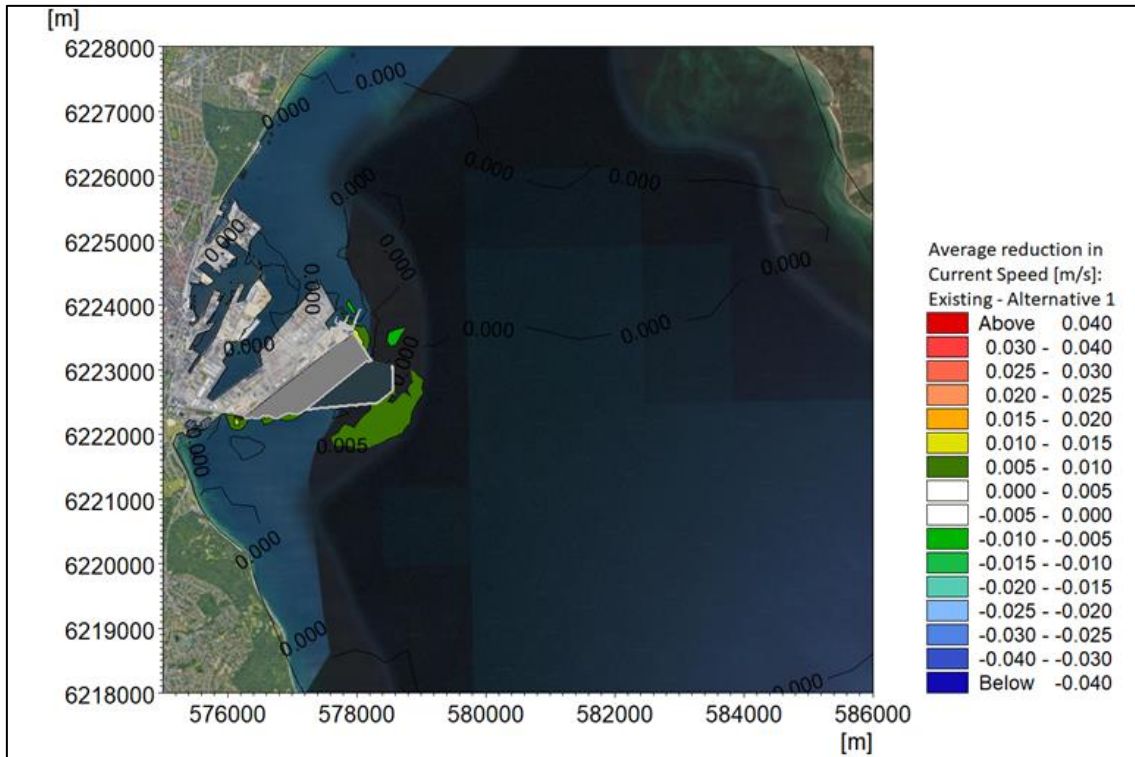 [m]
6228000
6227000
6226000
6225000
6224000
6223000
6222000
6221000
6220000
6219000
6218000
576000 578000 580000 582000 584000 586000
[m]
0.000
0.000
0.000
0.000
0.000
0.000
0.000
0.000
0.000
0.000
0.000
0.000
0.000
0.000
0.005
0.000
0.000
0.000
0.000
Average reduction in
Current Speed [m/s]:
Existing - Alternative 1
Above 0.040
0.030 - 0.040
0.025 - 0.030
0.020 - 0.025
0.015 - 0.020
0.010 - 0.015
0.005 - 0.010
0.000 - 0.005
-0.005 - 0.000
-0.010 - -0.005
-0.015 - -0.010
-0.020 - -0.015
-0.025 - -0.020
-0.030 - -0.025
-0.040 - -0.030
Below -0.040